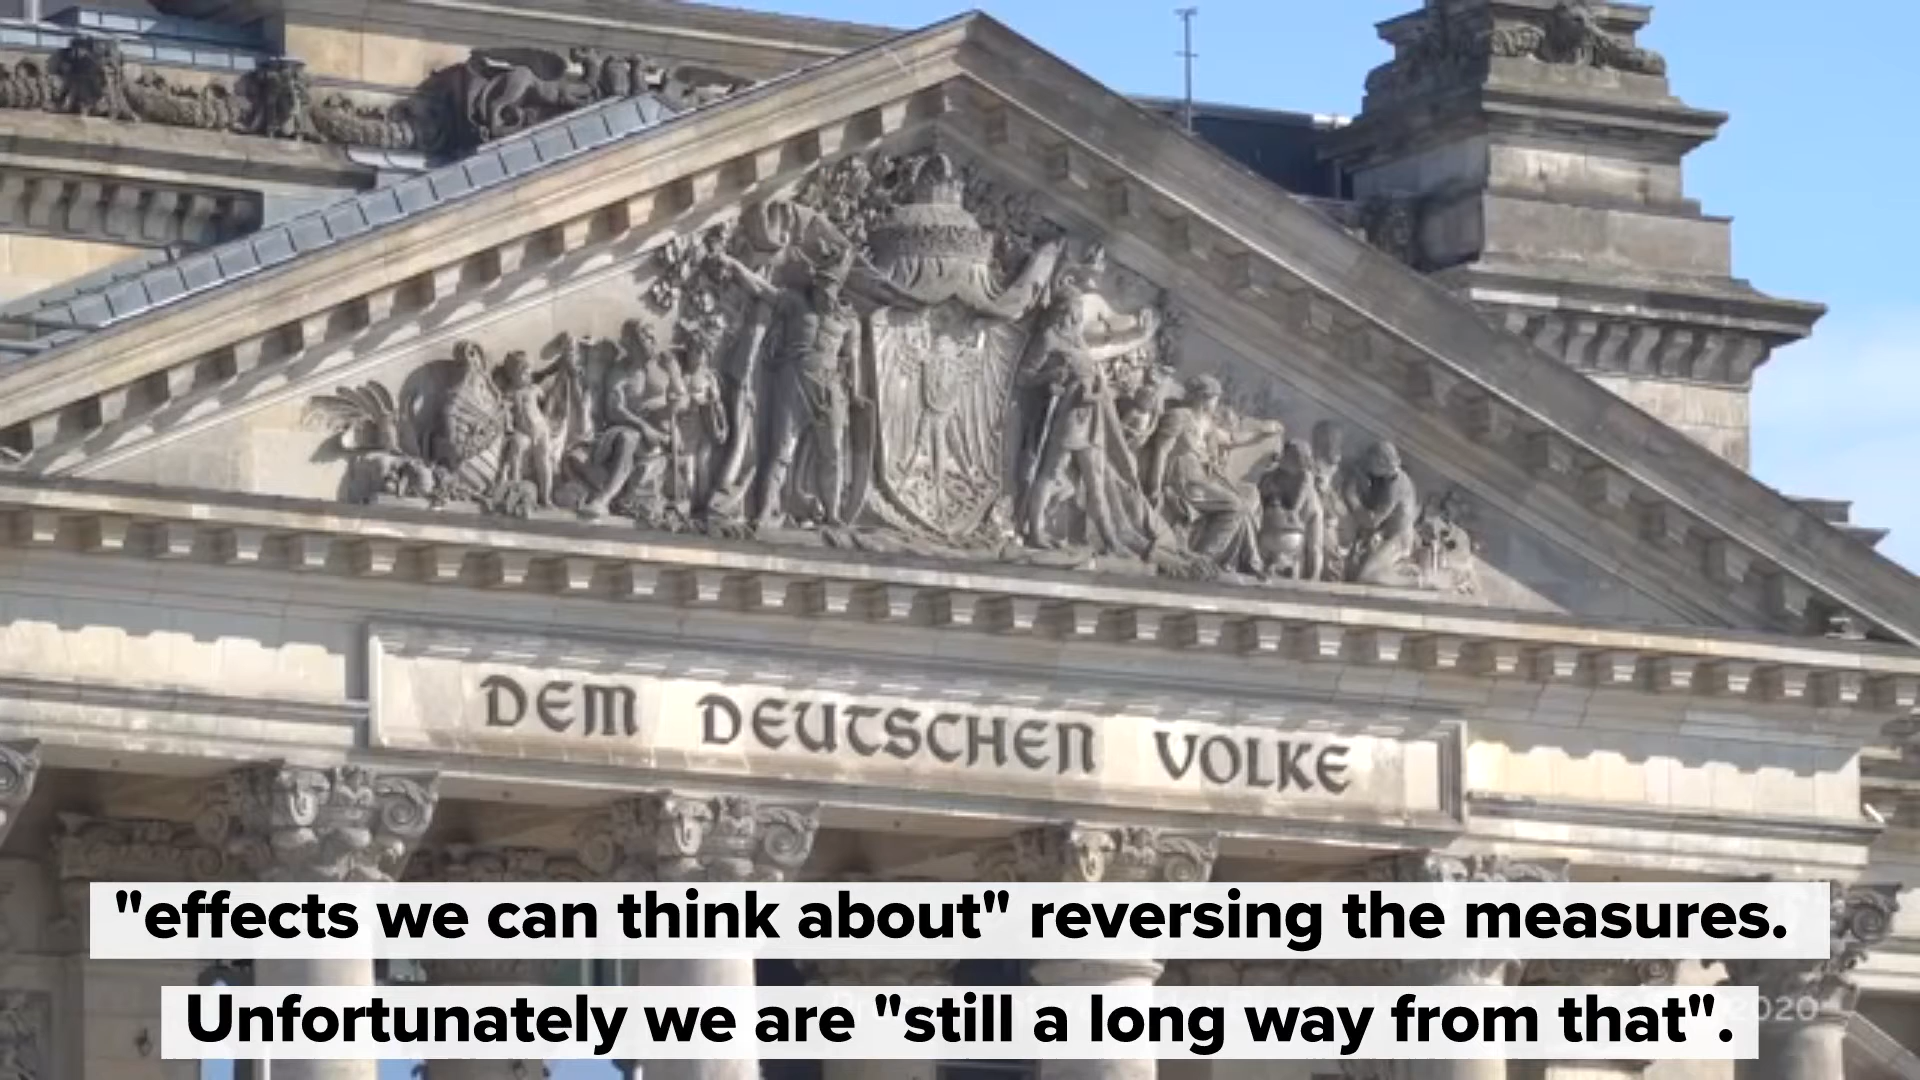 DEM DEUTSCHEN VOLKE
"effects we can think about" reversing the measures.
Unfortunately we are "still a long way from that".
2020